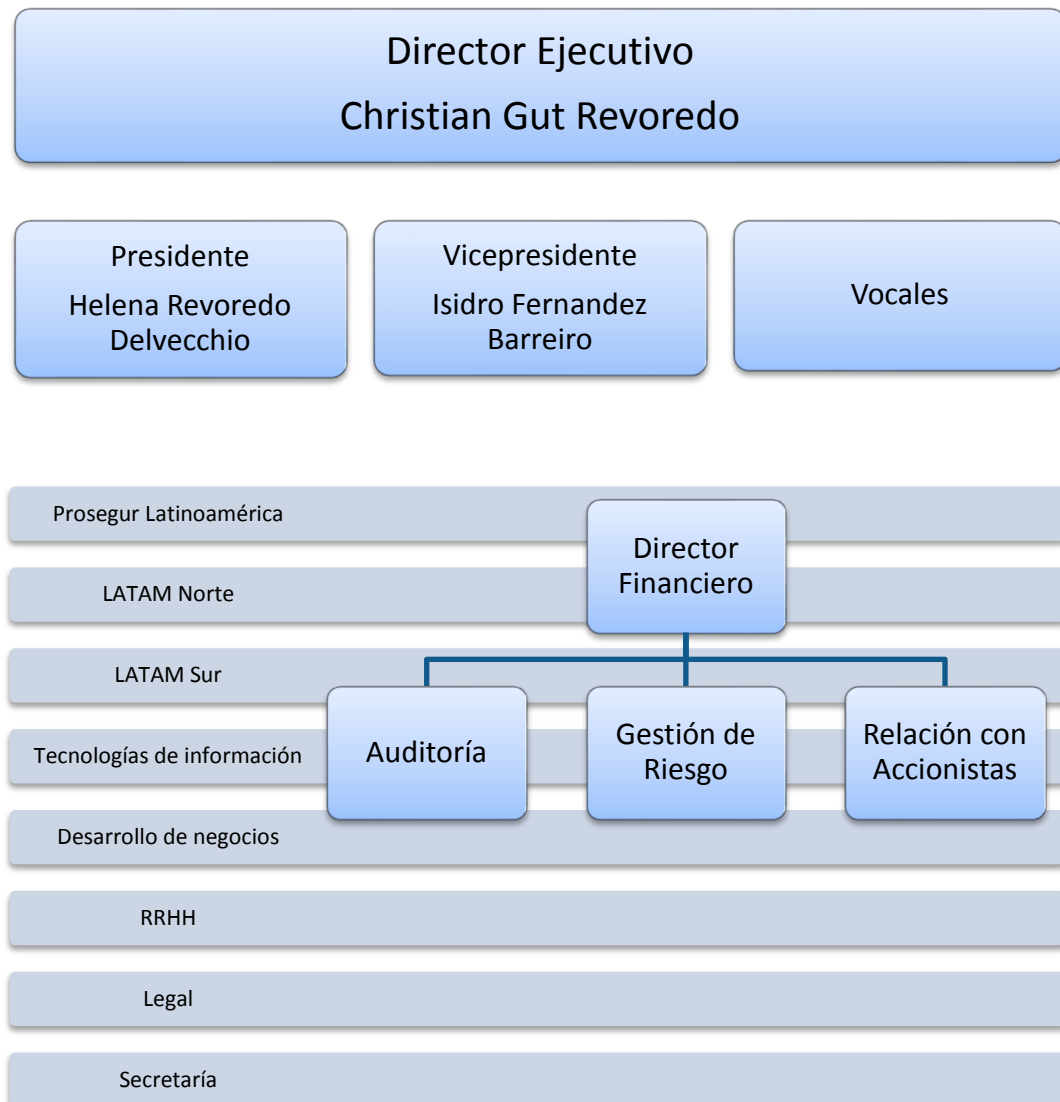 Director Ejecutivo
Christian Gut Revoredo
Presidente
Helena Revoredo
Delvecchio
Vicepresidente
Isidro Fernandez
Barreiro
Vocales
Prosegur Latinoamérica
LATAM Norte
LATAM Sur
Tecnologías de información
Desarrollo de negocios
RRHH
Legal
Secretaría
Director
Financiero
Auditoría
Gestión de
Riesgo
Relación con
Accionistas